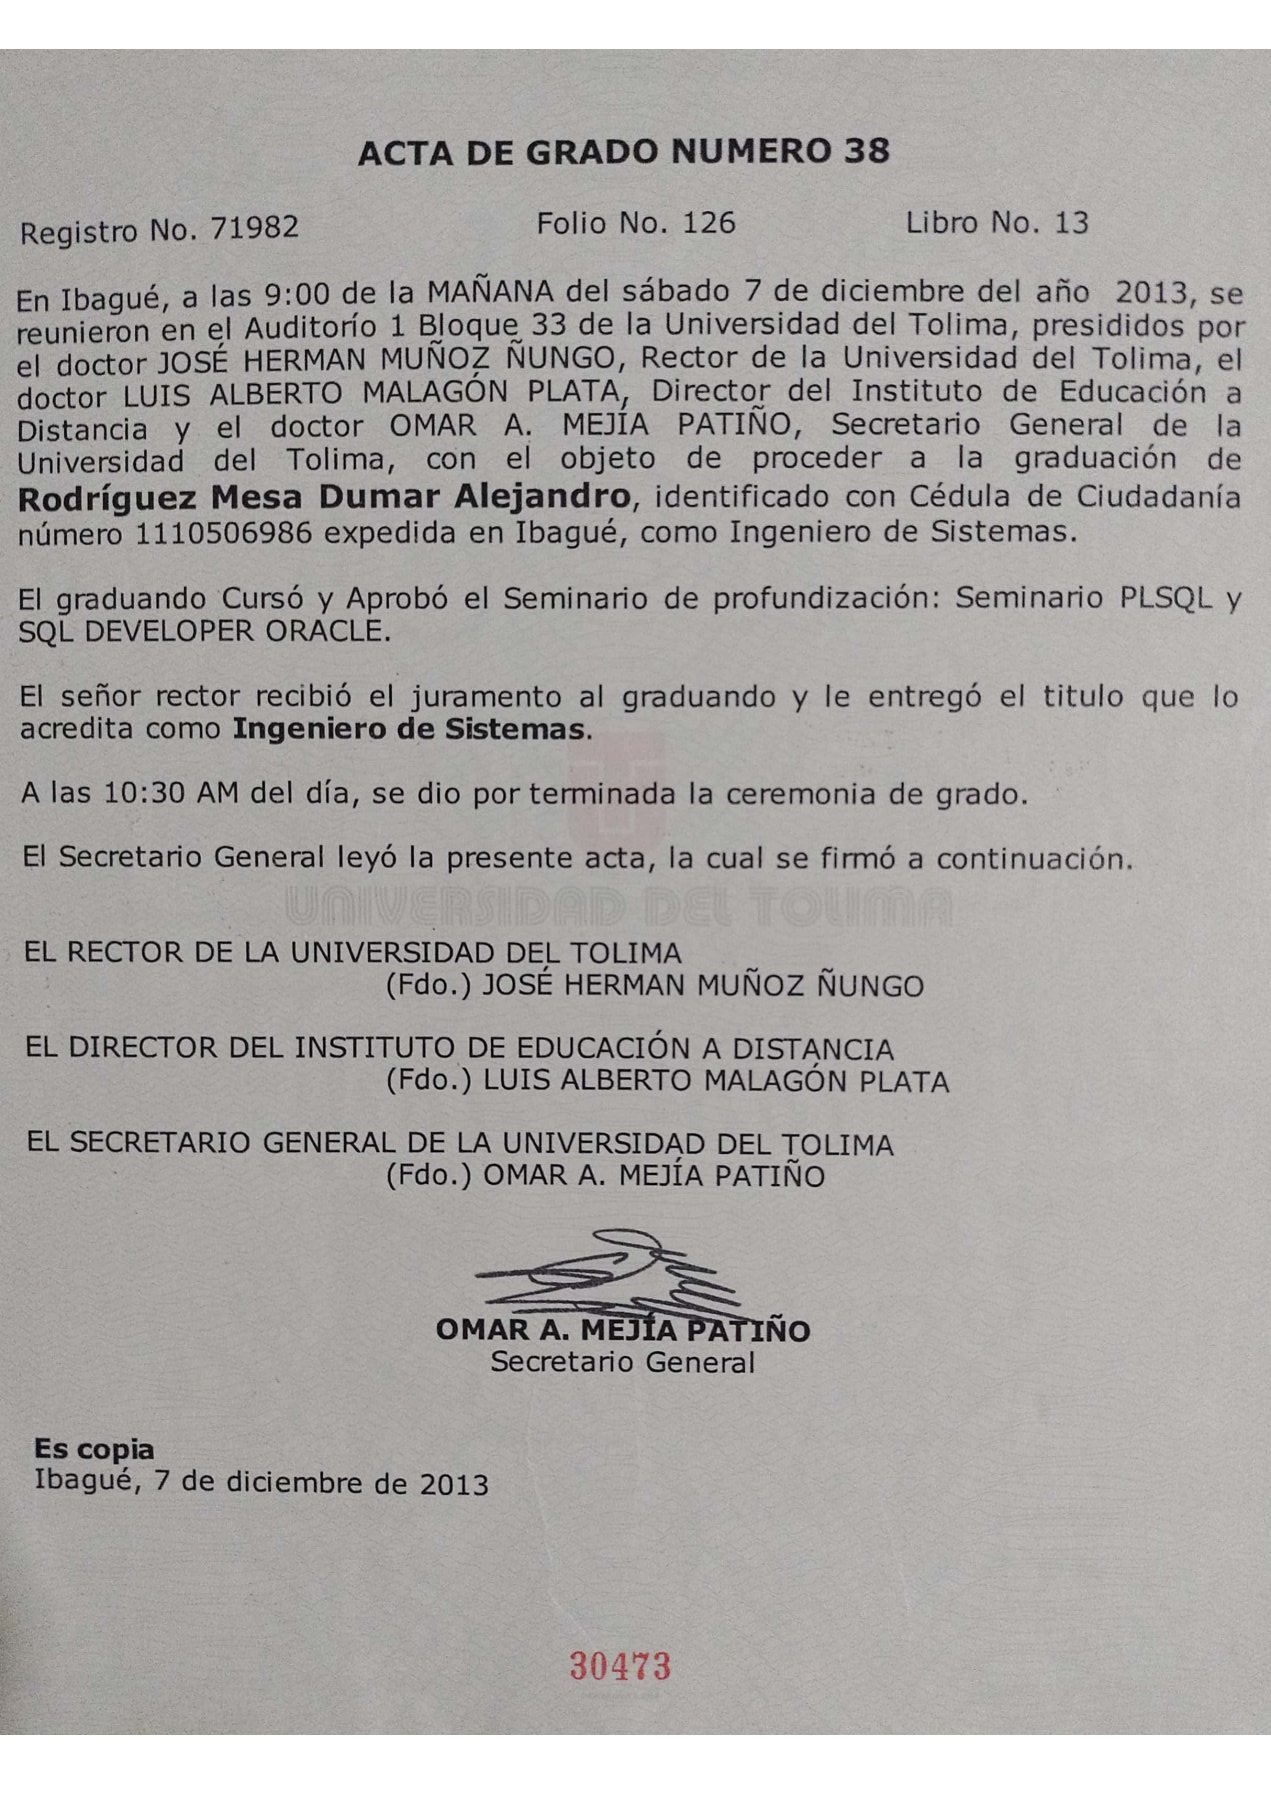 ACTA DE GRADO NUMERO 38
Registro No. 71982 Folio No. 126 Libro No. 13
En Ibagué, a las 9:00 de la MAÑANA del sábado 7 de diciembre del año 2013, se
reunieron en el Auditorío 1 Bloque 33 de la Universidad del Tolima, presididos por
el doctor JOSÉ HERMAN MUÑOZ ÑUNGO, Rector de la Universidad del Tolima, el
doctor LUIS ALBERTO MALAGÓN PLATA, Director del Instituto de Educación a
Distancia y el doctor OMAR A. MEJÍA PATIÑO, Secretario General de la
Universidad del Tolima, con el objeto de proceder a la graduación de
Rodríguez Mesa Dumar Alejandro, identificado con Cédula de Ciudadanía
número 1110506986 expedida en Ibagué, como Ingeniero de Sistemas.
El graduando Cursó y Aprobó el Seminario de profundización: Seminario PLSQL y
SQL DEVELOPER ORACLE.
El señor rector recibió el juramento al graduando y le entregó el titulo que lo
acredita como Ingeniero de Sistemas.
A las 10:30 AM del día, se dio por terminada la ceremonia de grado.
El Secretario General leyó la presente acta, la cual se firmó a continuación.
UNIVERSIDAD DEL TOLIMA
EL RECTOR DE LA UNIVERSIDAD DEL TOLIMA
(Fdo.) JOSÉ HERMAN MUÑOZ ÑUNGO
EL DIRECTOR DEL INSTITUTO DE EDUCACIÓN A DISTANCIA
(Fdo.) LUIS ALBERTO MALAGÓN PLATA
EL SECRETARIO GENERAL DE LA UNIVERSIDAD DEL TOLIMA
(Fdo.) OMAR A. MEJÍA PATIÑO
OMAR A. MEJÍA PATIÑO
Secretario General
Es copia
Ibagué, 7 de diciembre de 2013
30473